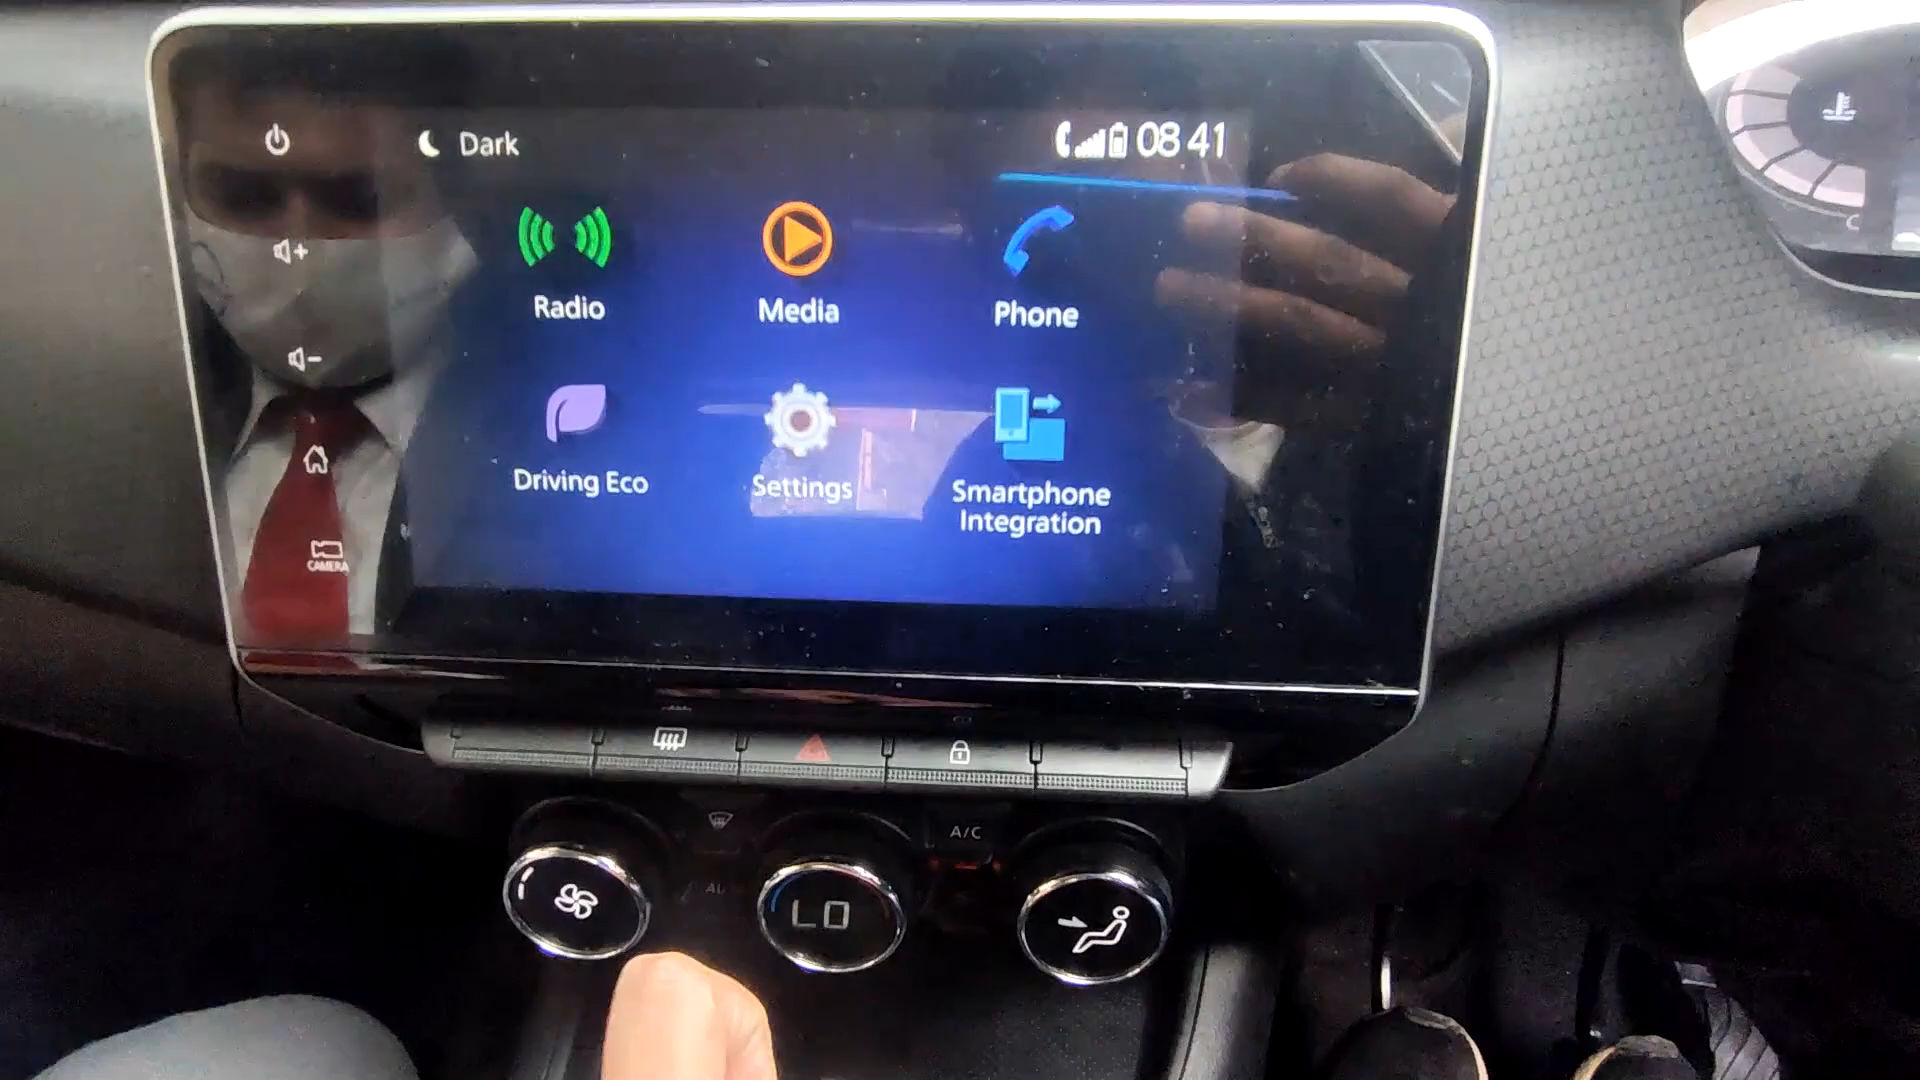 Dark
08 41
Radio
Media
Phone
Driving Eco
Settings
Smartphone
Integration
CAMERA
A/C
LO